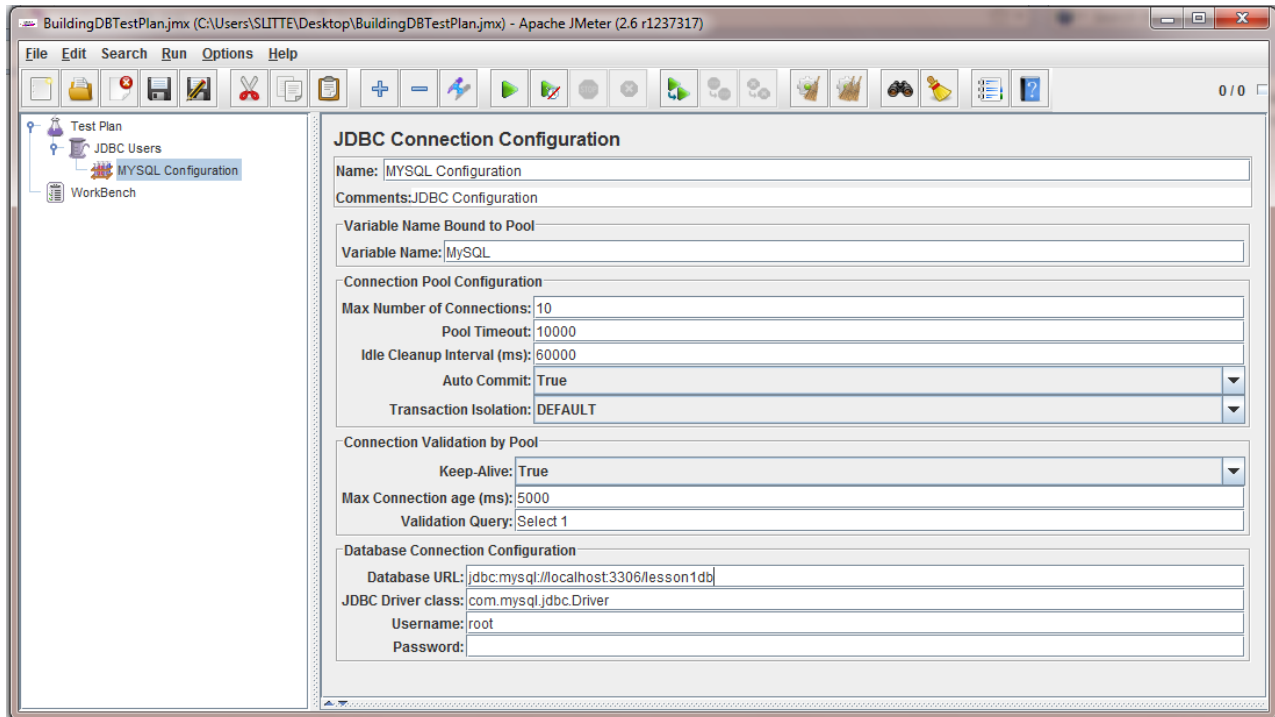 BuildingDBTestPlan.jmx (C:\Users\SLITTE\Desktop\BuildingDBTestPlan.jmx) - Apache JMeter (2.6 r1237317)
File Edit Search Run Options Help
0 / 0
Test Plan
JDBC Users
MYSQL Configuration
WorkBench
JDBC Connection Configuration
Name: MYSQL Configuration
Comments:JDBC Configuration
Variable Name Bound to Pool
Variable Name: MySQL
Connection Pool Configuration
Max Number of Connections: 10
Pool Timeout: 10000
Idle Cleanup Interval (ms): 60000
Auto Commit: True
Transaction Isolation: DEFAULT
Connection Validation by Pool
Keep-Alive: True
Max Connection age (ms): 5000
Validation Query: Select 1
Database Connection Configuration
Database URL: jdbc:mysql://localhost:3306/lesson1db
JDBC Driver class: com.mysql.jdbc.Driver
Username: root
Password: